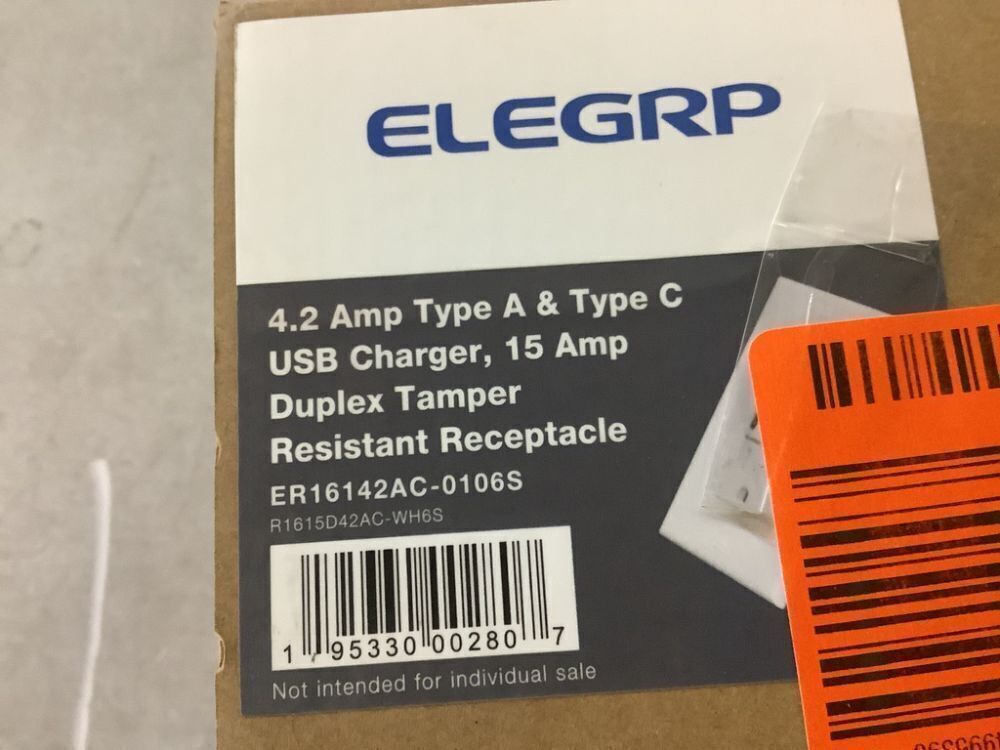 ELEGRP
4.2 Amp Type A & Type C
USB Charger, 15 Amp
Duplex Tamper
Resistant Receptacle
ER16142AC-0106S
R1615D42AC-WH6S
1 95330 00280 7
Not intended for individual sale